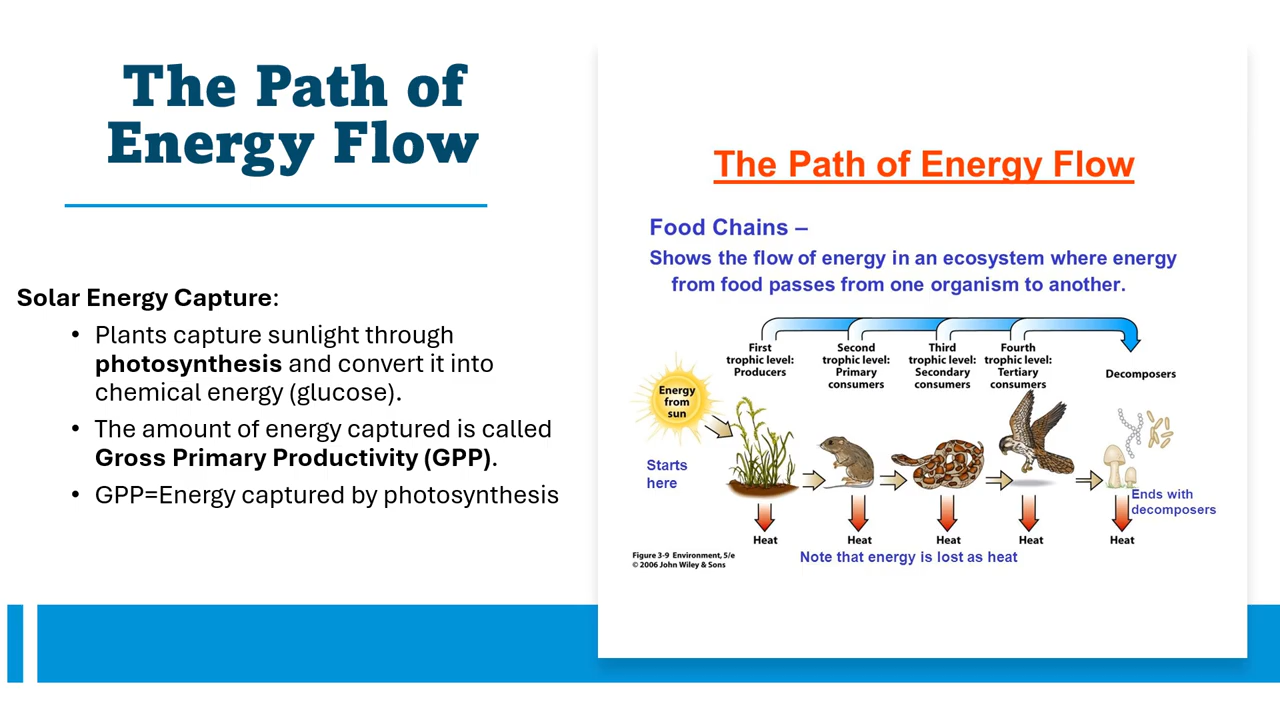 The Path of
Energy Flow
Solar Energy Capture:
• Plants capture sunlight through
photosynthesis and convert it into
chemical energy (glucose).
• The amount of energy captured is called
Gross Primary Productivity (GPP).
• GPP=Energy captured by photosynthesis
The Path of Energy Flow
Food Chains –
Shows the flow of energy in an ecosystem where energy
from food passes from one organism to another.
First
trophic level:
Producers
Second
trophic level:
Primary
consumers
Third
trophic level:
Secondary
consumers
Fourth
trophic level:
Tertiary
consumers
Decomposers
Energy
from
sun
Starts
here
Ends with
decomposers
Heat
Heat
Heat
Heat
Heat
Note that energy is lost as heat
Figure 3-9 Environment, 5/e
© 2006 John Wiley & Sons